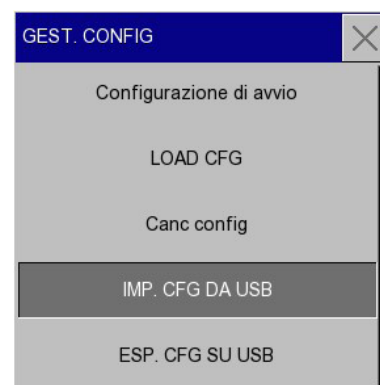 GEST. CONFIG
Configurazione di avvio
LOAD CFG
Canc config
IMP. CFG DA USB
ESP. CFG SU USB